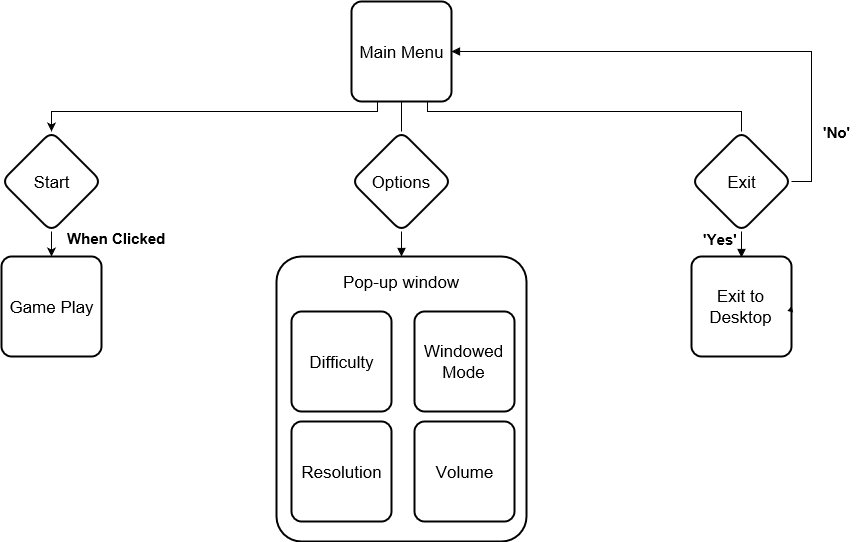 Main Menu
'No'
Start
Options
Exit
When Clicked
'Yes'
Game Play
Pop-up window
Exit to
Desktop
Difficulty
Windowed
Mode
Resolution
Volume